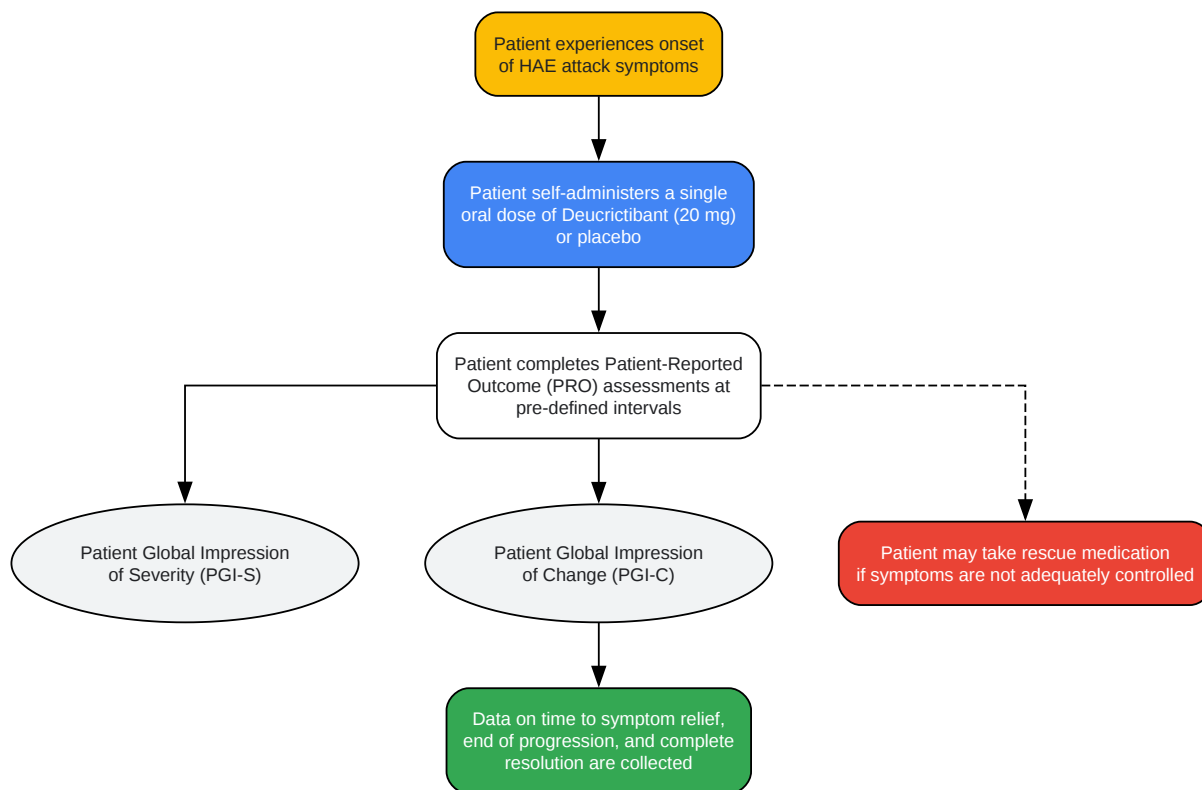 Patient experiences onset
of HAE attack symptoms
Patient self-administers a single
oral dose of Deucrictibant (20 mg)
or placebo
Patient completes Patient-Reported
Outcome (PRO) assessments at
pre-defined intervals
Patient Global Impression
of Severity (PGI-S)
Patient Global Impression
of Change (PGI-C)
Patient may take rescue medication
if symptoms are not adequately controlled
Data on time to symptom relief,
end of progression, and complete
resolution are collected